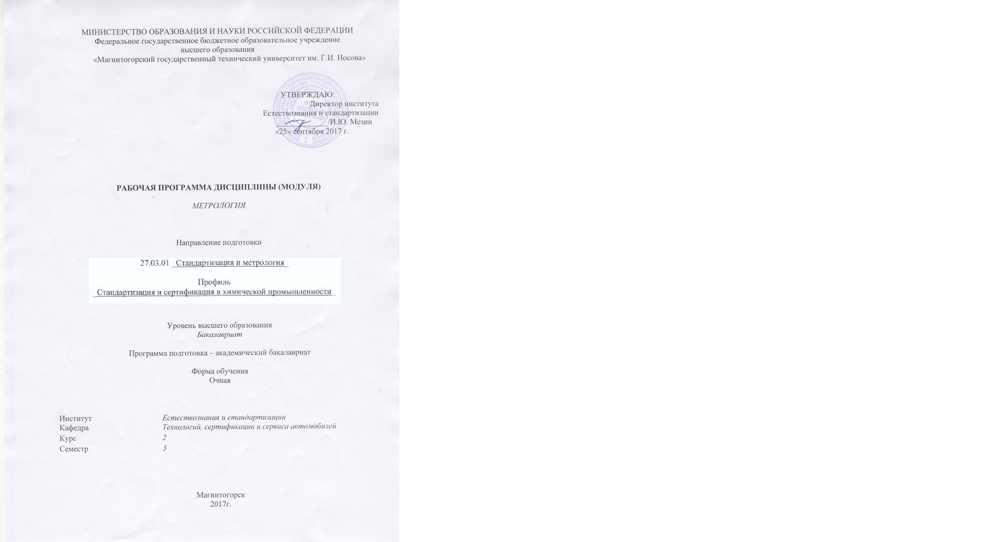 МИНИСТЕРСТВО ОБРАЗОВАНИЯ И НАУКИ РОССИЙСКОЙ ФЕДЕРАЦИИ
Федеральное государственное бюджетное образовательное учреждение
высшего образования
«Магнитогорский государственный технический университет им. Г.И. Носова»
УТВЕРЖДАЮ:
Директор института
Естествознания и стандартизации
/И.Ю. Мезин
«25» сентября 2017 г.
РАБОЧАЯ ПРОГРАММА ДИСЦИПЛИНЫ (МОДУЛЯ)
МЕТРОЛОГИЯ
Направление подготовки
27.03.01 Стандартизация и метрология
Профиль
Стандартизация и сертификация в химической промышленности
Уровень высшего образования
Бакалавриат
Программа подготовка – академический бакалавриат
Форма обучения
Очная
Институт Естествознания и стандартизации
Кафедра Технологий, сертификации и сервиса автомобилей
Курс 2
Семестр 3
Магнитогорск
2017г.